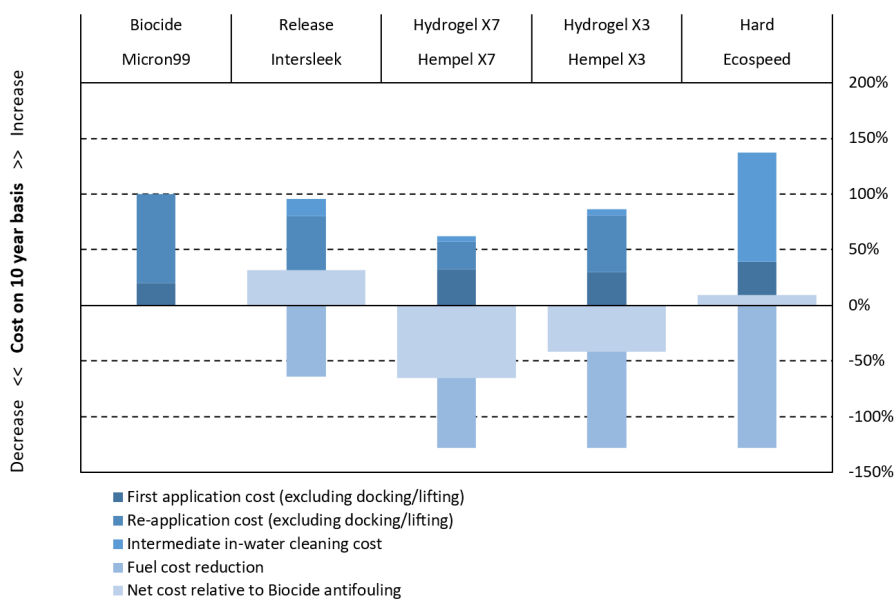 Biocide Release Hydrogel X7 Hydrogel X3 Hard
Micron99 Intersleek Hempel X7 Hempel X3 Ecospeed
Decrease << Cost on 10 year basis >> Increase
200%
150%
100%
50%
0%
-50%
-100%
-150%
First application cost (excluding docking/lifting)
Re-application cost (excluding docking/lifting)
Intermediate in-water cleaning cost
Fuel cost reduction
Net cost relative to Biocide antifouling